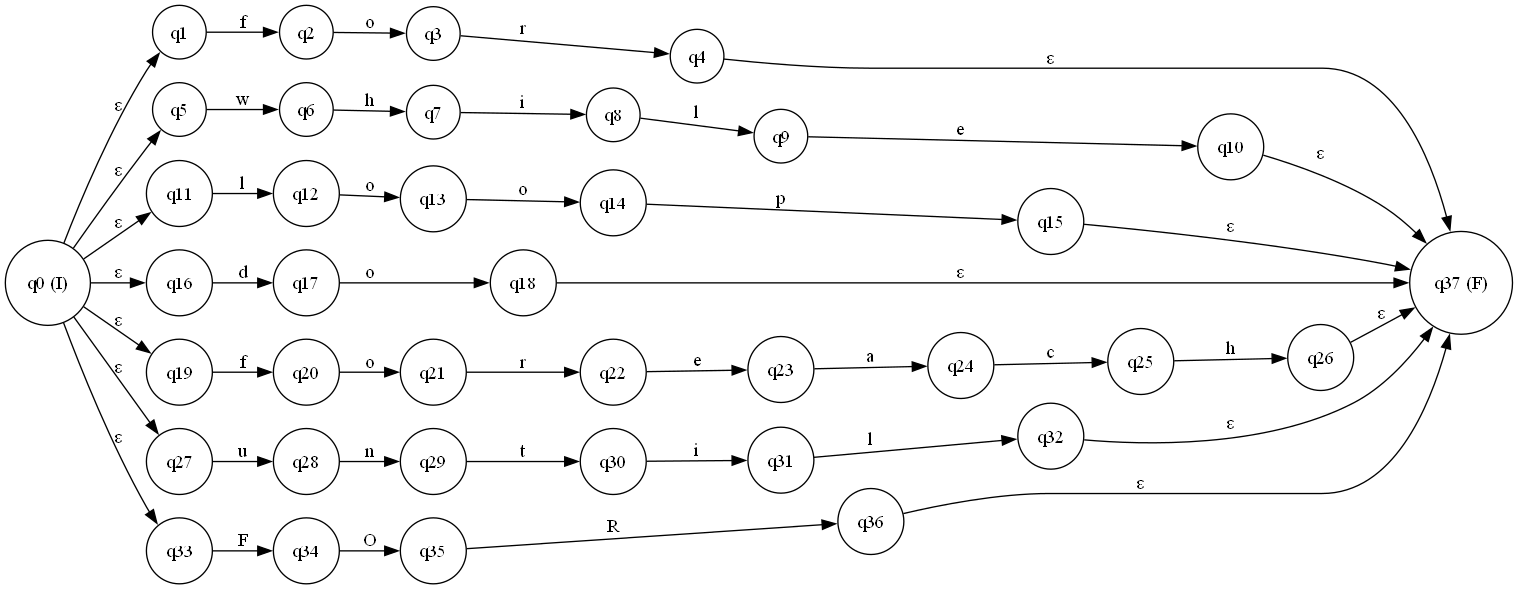 q0 (I)
ε
q1
f
q2
o
q3
r
q4
ε
ε
q5
w
q6
h
q7
i
q8
l
q9
e
q10
ε
ε
q11
l
q12
o
q13
o
q14
p
q15
ε
ε
q16
d
q17
o
q18
ε
q37 (F)
ε
q19
f
q20
o
q21
r
q22
e
q23
a
q24
c
q25
h
q26
ε
ε
q27
u
q28
n
q29
t
q30
i
q31
l
q32
ε
ε
q33
F
q34
O
q35
R
q36
ε